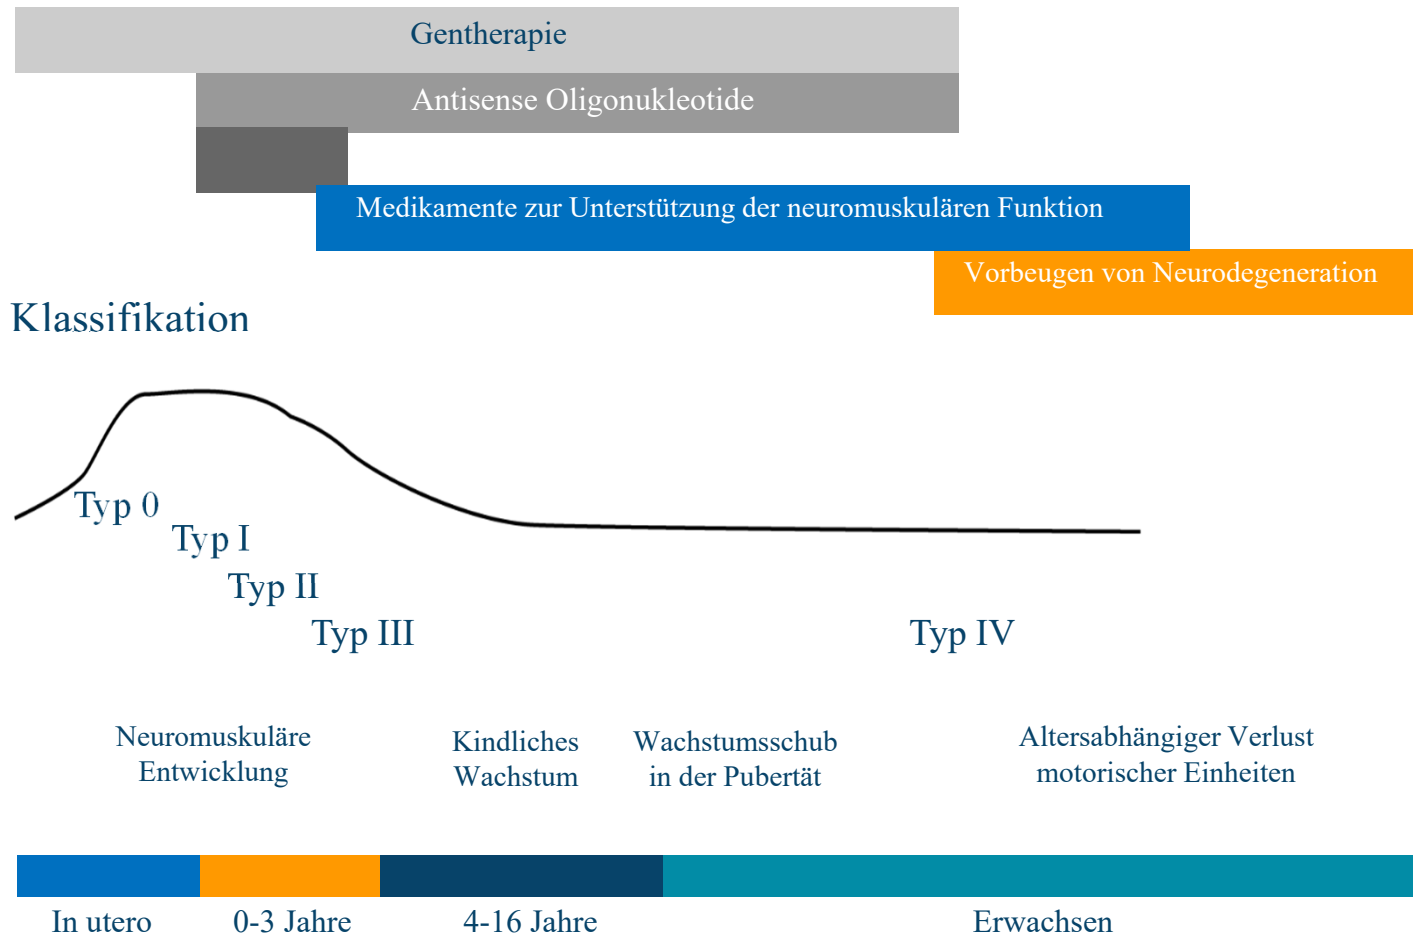 Gentherapie
Antisense Oligonukleotide
Medikamente zur Unterstützung der neuromuskulären Funktion
Vorbeugen von Neurodegeneration
Klassifikation
Typ 0
Typ I
Typ II
Typ III
Typ IV
Neuromuskuläre
Entwicklung
Kindliches
Wachstum
Wachstumsschub
in der Pubertät
Altersabhängiger Verlust
motorischer Einheiten
In utero
0-3 Jahre
4-16 Jahre
Erwachsen